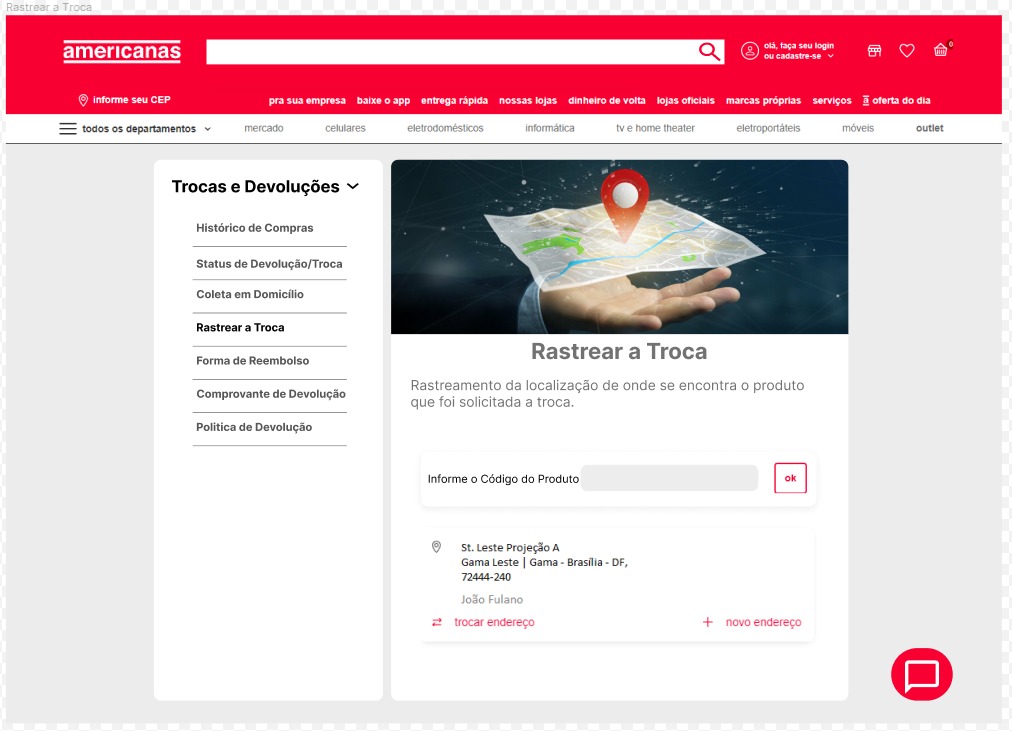 Rastrear a Troca
americanas
olá, faça seu login
ou cadastre-se
0
informe seu CEP
pra sua empresa
baixe o app
entrega rápida
nossas lojas
dinheiro de volta
lojas oficiais
marcas próprias
serviços
a oferta do dia
todos os departamentos
mercado
celulares
eletrodomésticos
informática
tv e home theater
eletroportáteis
móveis
outlet
Trocas e Devoluções
Histórico de Compras
Status de Devolução/Troca
Coleta em Domicílio
Rastrear a Troca
Forma de Reembolso
Comprovante de Devolução
Politica de Devolução
Rastrear a Troca
Rastreamento da localização de onde se encontra o produto
que foi solicitada a troca.
Informe o Código do Produto
ok
St. Leste Projeção A
Gama Leste | Gama - Brasília - DF,
72444-240
João Fulano
trocar endereço
novo endereço